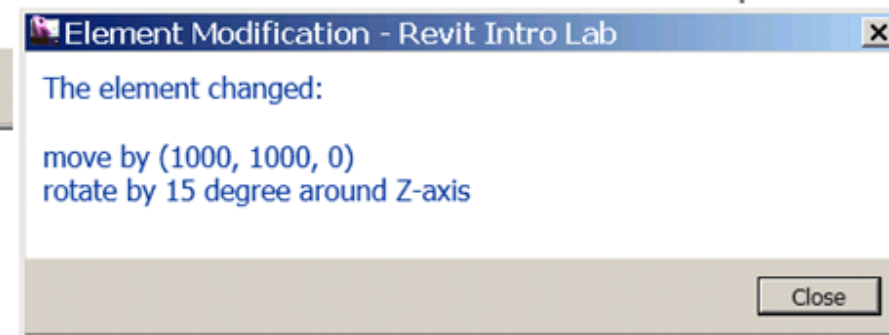 Element Modification - Revit Intro Lab
The element changed:
move by (1000, 1000, 0)
rotate by 15 degree around Z-axis
Close